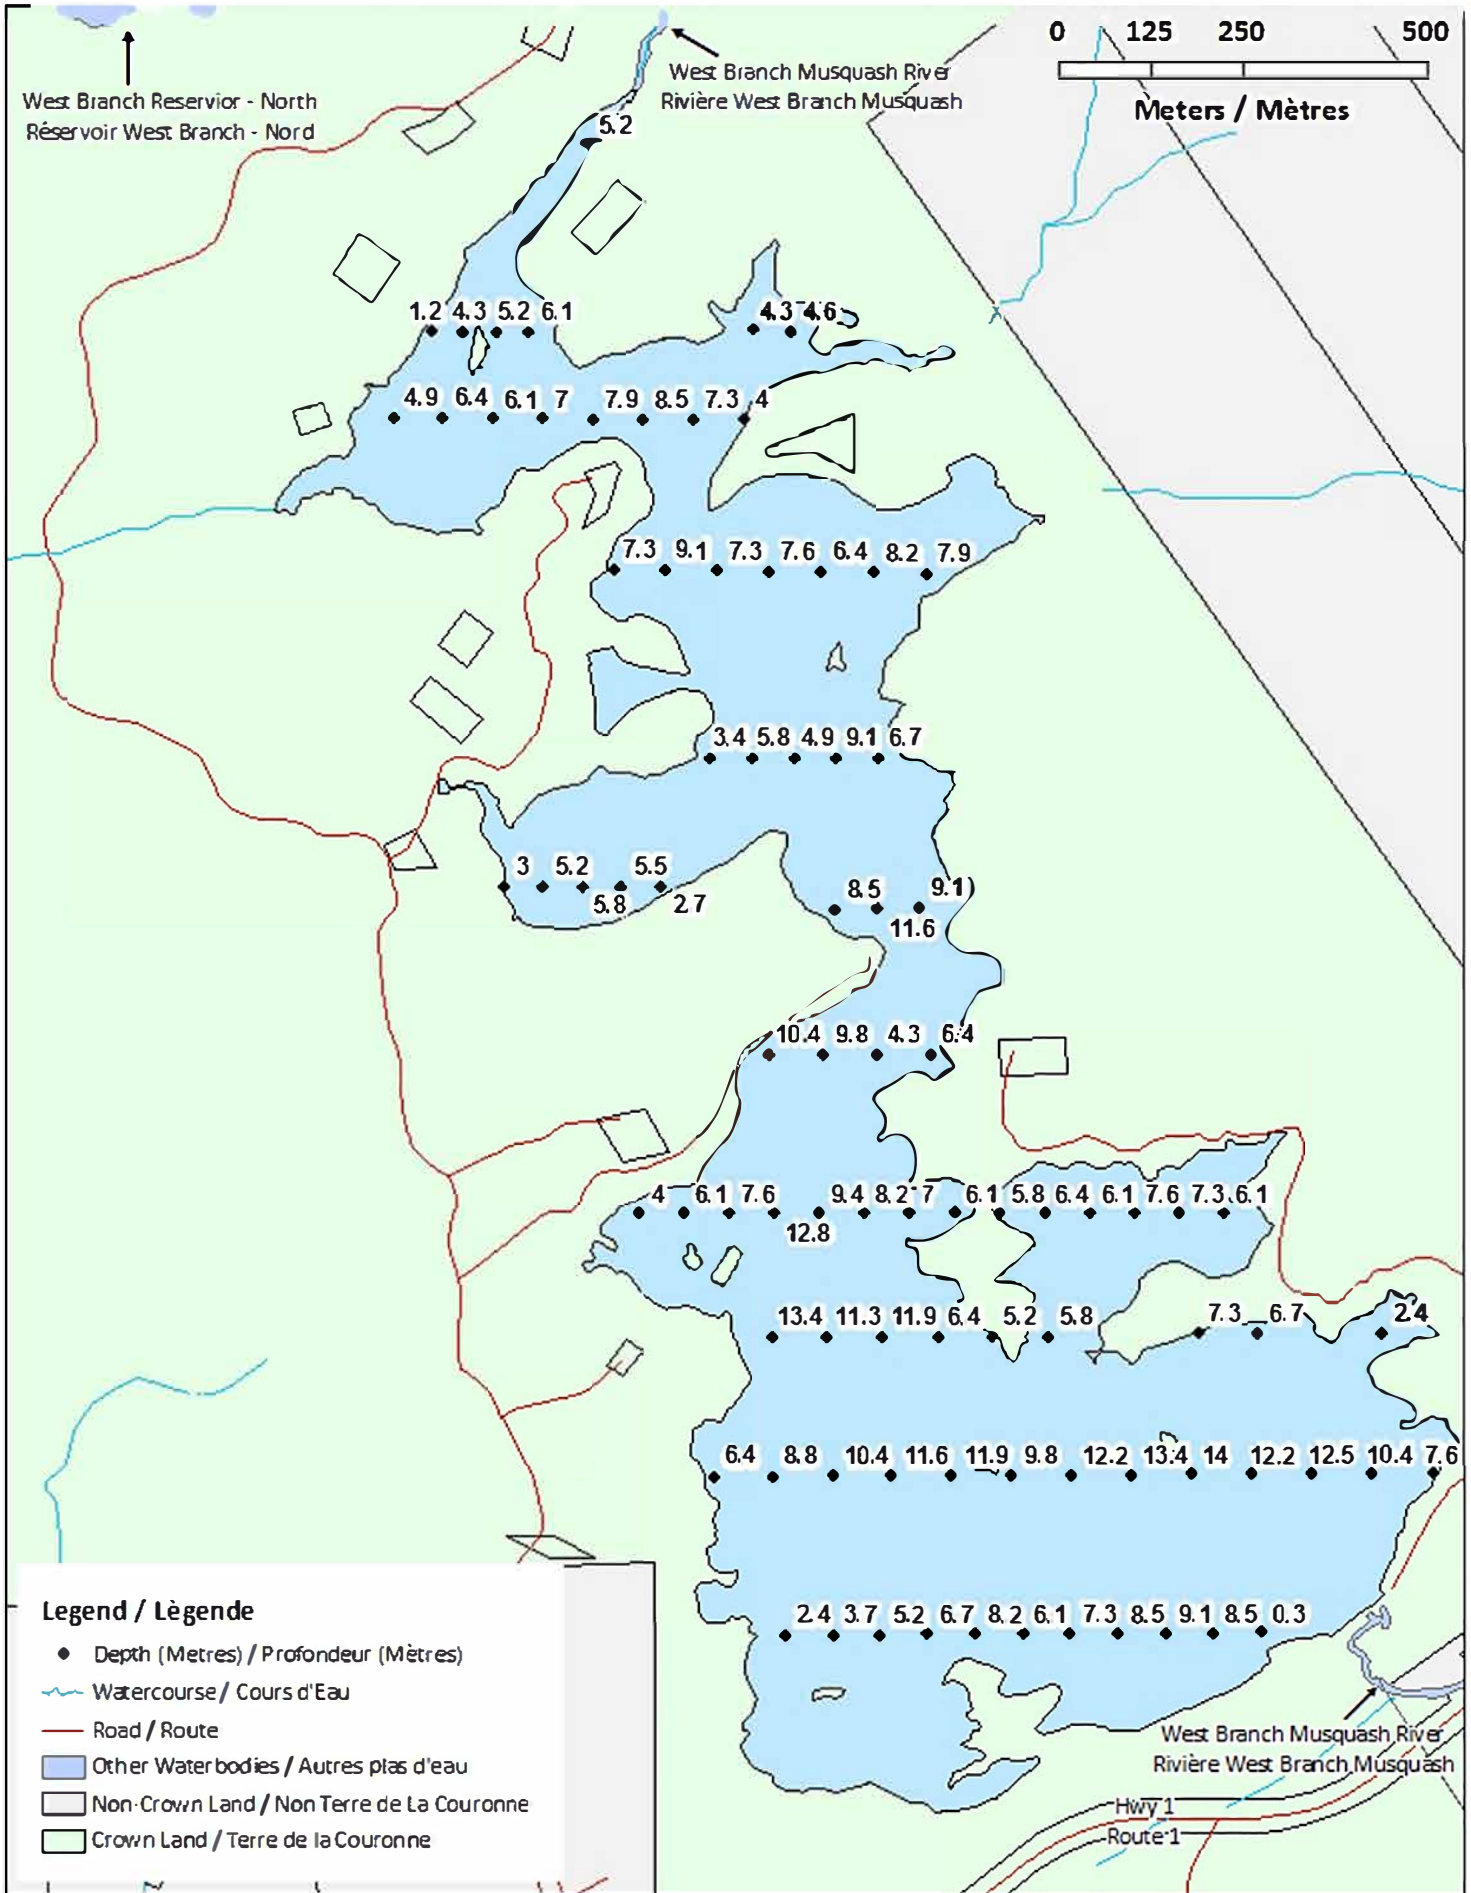 0 125 250 500
Meters / Mètres
West Branch Musquash River
Rivière West Branch Musquash
West Branch Reservior - North
Réservoir West Branch - Nord
5.2
1.2 4.3 5.2 6.1 4.3 4.6
4.9 6.4 6.1 7 7.9 8.5 7.3 4
7.3 9.1 7.3 7.6 6.4 8.2 7.9
3.4 5.8 4.9 9.1 6.7
3 5.2 5.5
5.8 2.7
8.5 9.1
11.6
10.4 9.8 4.3 6.4
4 6.1 7.6 9.4 8.2 7 6.1 5.8 6.4 6.1 7.6 7.3 6.1
12.8
13.4 11.3 11.9 6.4 5.2 5.8 7.3 6.7 2.4
6.4 8.8 10.4 11.6 11.9 9.8 12.2 13.4 14 12.2 12.5 10.4 7.6
2.4 3.7 5.2 6.7 8.2 6.1 7.3 8.5 9.1 8.5 0.3
Legend / Lègende
Depth (Metres) / Profondeur (Mètres)
Watercourse / Cours d'Eau
Road / Route
Other Waterbodies / Autres plas d'eau
Non-Crown Land / Non Terre de La Couronne
Crown Land / Terre de la Couronne
West Branch Musquash River
Rivière West Branch Musquash
Hwy 1
Route 1